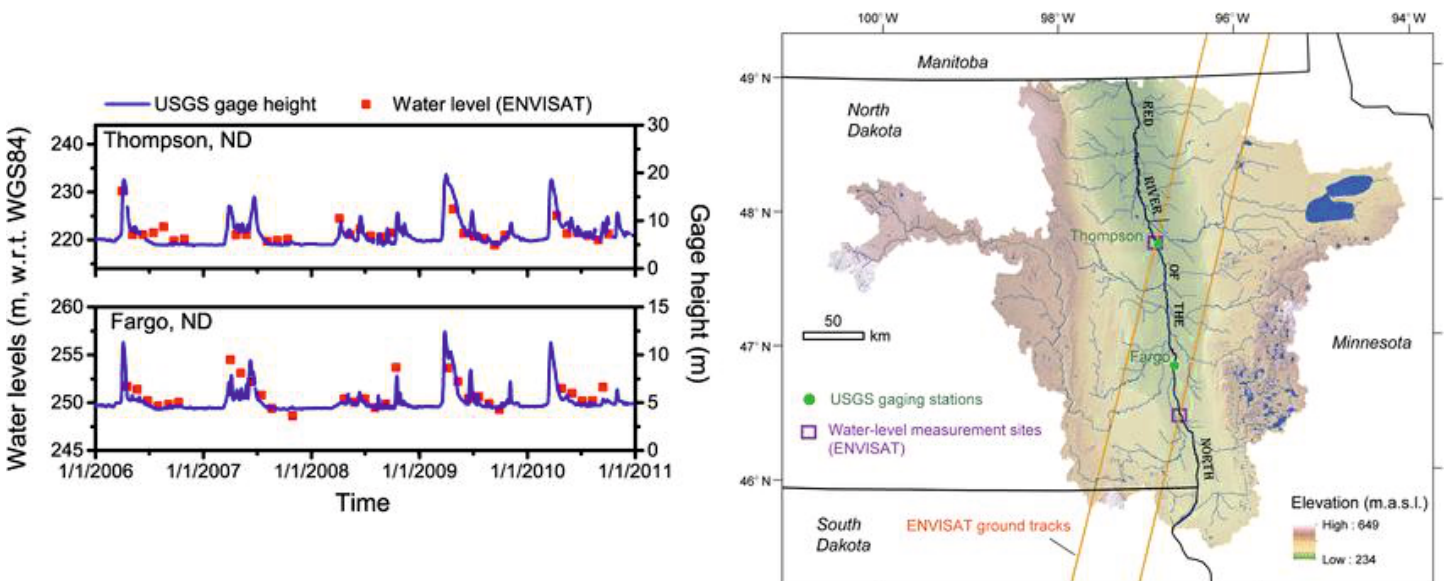 USGS gage height
Water level (ENVISAT)
Thompson, ND
240
230
220
30
20
10
0
Water levels (m, w.r.t. WGS84)
Gage height (m)
Fargo, ND
260
255
250
245
15
10
5
0
1/1/2006
1/1/2007
1/1/2008
1/1/2009
1/1/2010
1/1/2011
Time
100°W
98°W
96°W
94°W
49° N
48° N
47° N
46° N
Manitoba
North
Dakota
RED
RIVER
OF
THE
NORTH
Thompson
Fargo
50
km
Minnesota
USGS gaging stations
Water-level measurement sites
(ENVISAT)
South
Dakota
ENVISAT ground tracks
Elevation (m.a.s.l.)
High : 649
Low : 234